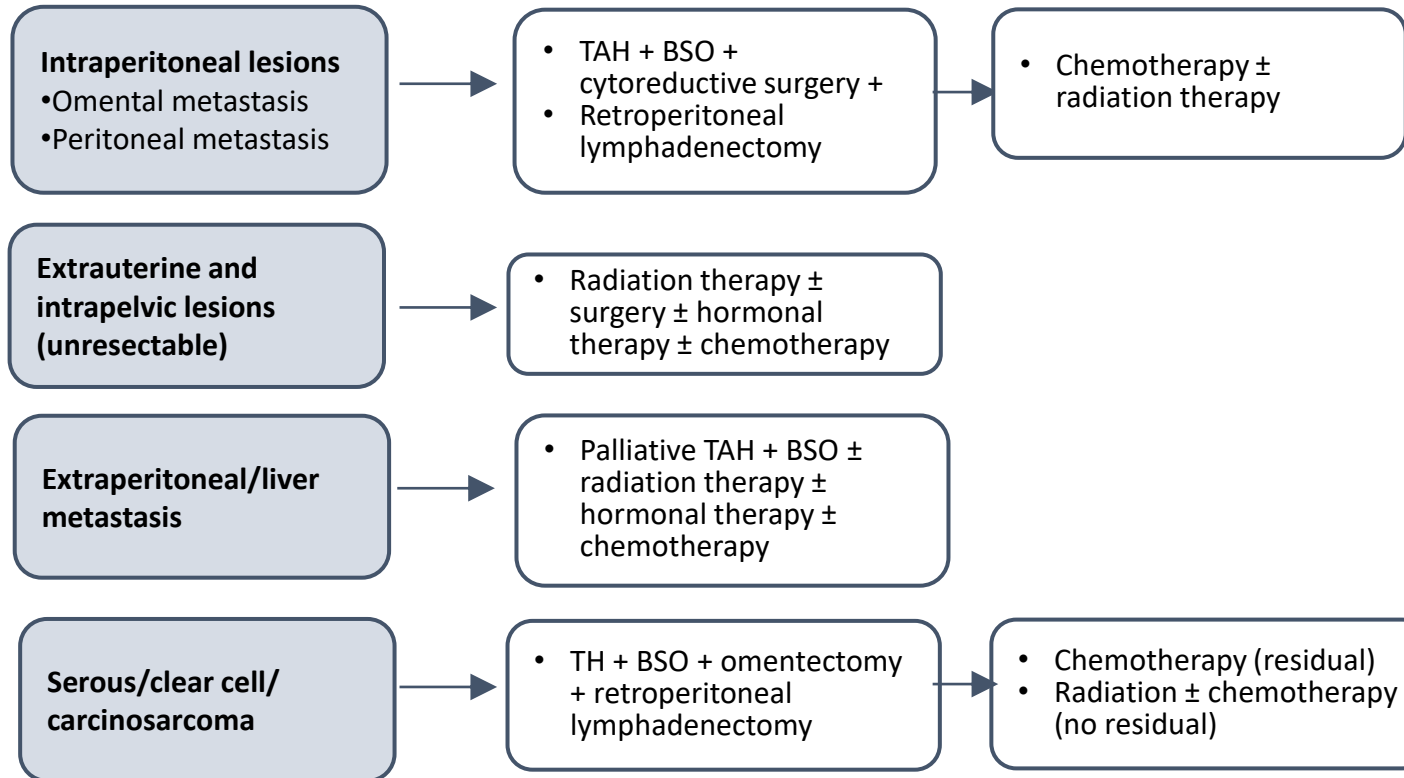 Intraperitoneal lesions
•Omental metastasis
•Peritoneal metastasis
• TAH + BSO +
cytoreductive surgery +
• Retroperitoneal
lymphadenectomy
• Chemotherapy ±
radiation therapy
Extrauterine and
intrapelvic lesions
(unresectable)
• Radiation therapy ±
surgery ± hormonal
therapy ± chemotherapy
Extraperitoneal/liver
metastasis
• Palliative TAH + BSO ±
radiation therapy ±
hormonal therapy ±
chemotherapy
Serous/clear cell/
carcinosarcoma
• TH + BSO + omentectomy
+ retroperitoneal
lymphadenectomy
• Chemotherapy (residual)
• Radiation ± chemotherapy
(no residual)